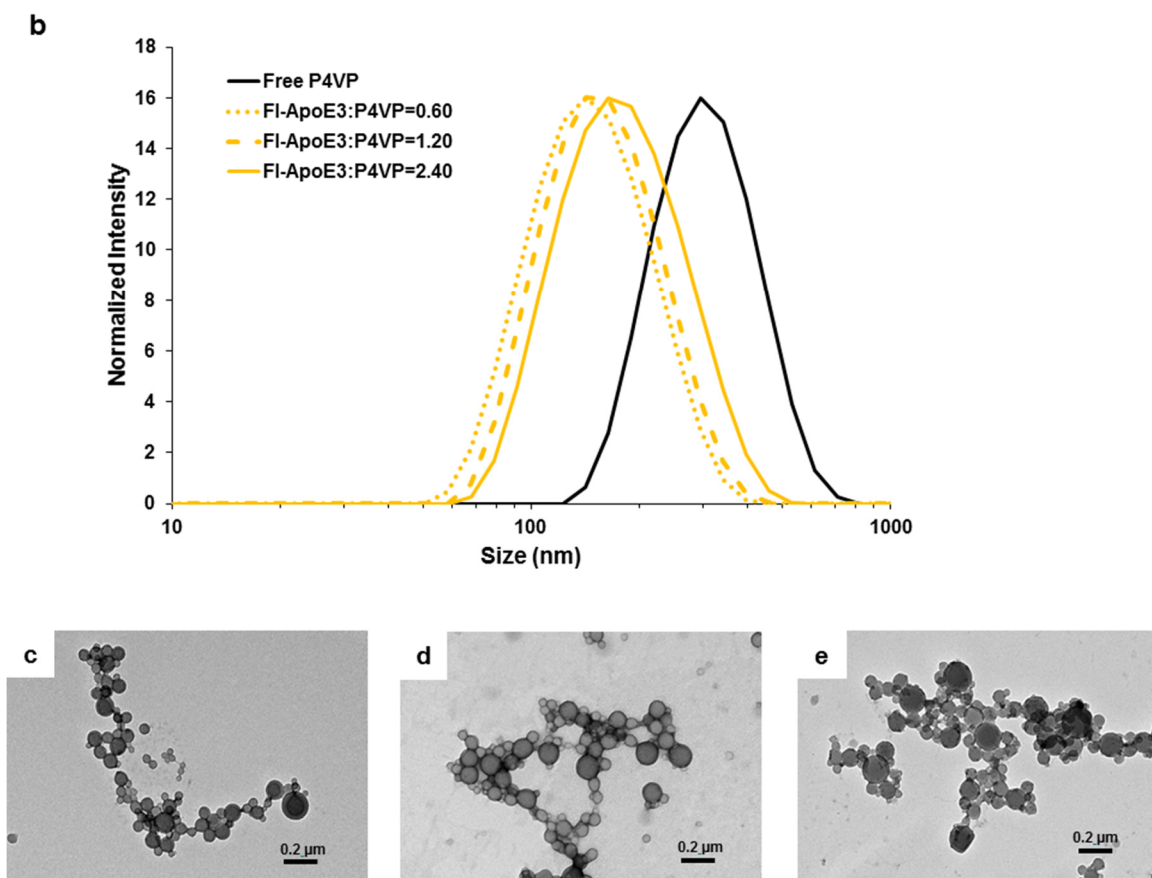 b
18
16
14
12
10
8
6
4
2
0
Normalized Intensity
Free P4VP
Fl-ApoE3:P4VP=0.60
Fl-ApoE3:P4VP=1.20
Fl-ApoE3:P4VP=2.40
10 100 1000
Size (nm)
c
0.2 µm
d
0.2 µm
e
0.2 µm